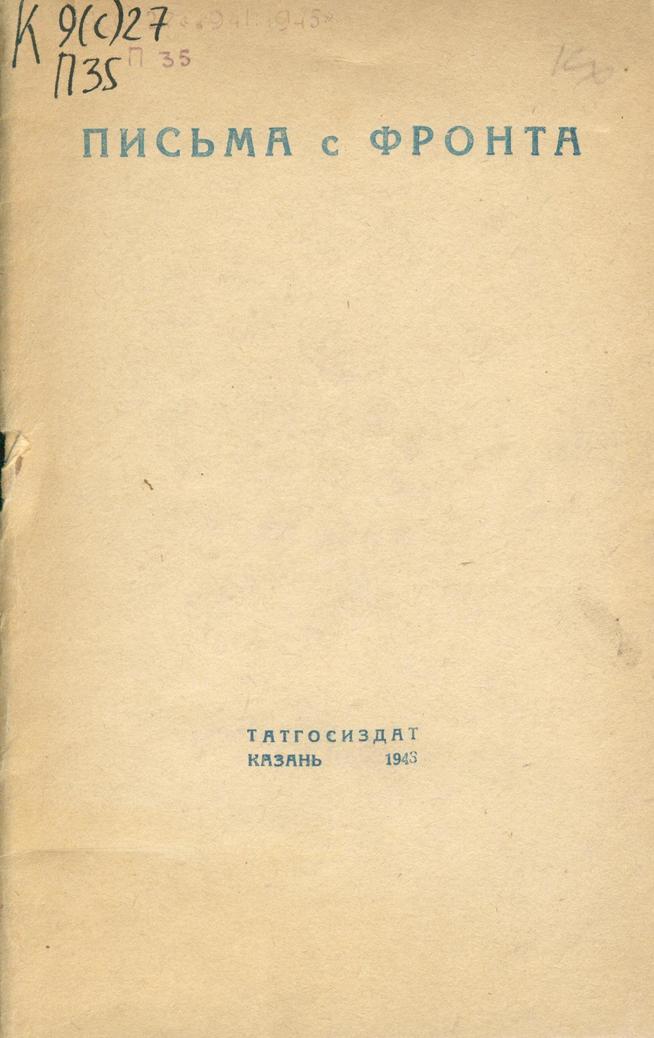 К 9(с)27
П35
П 35
ПИСЬМА с ФРОНТА
ТАТГОСИЗДАТ
КАЗАНЬ 1943